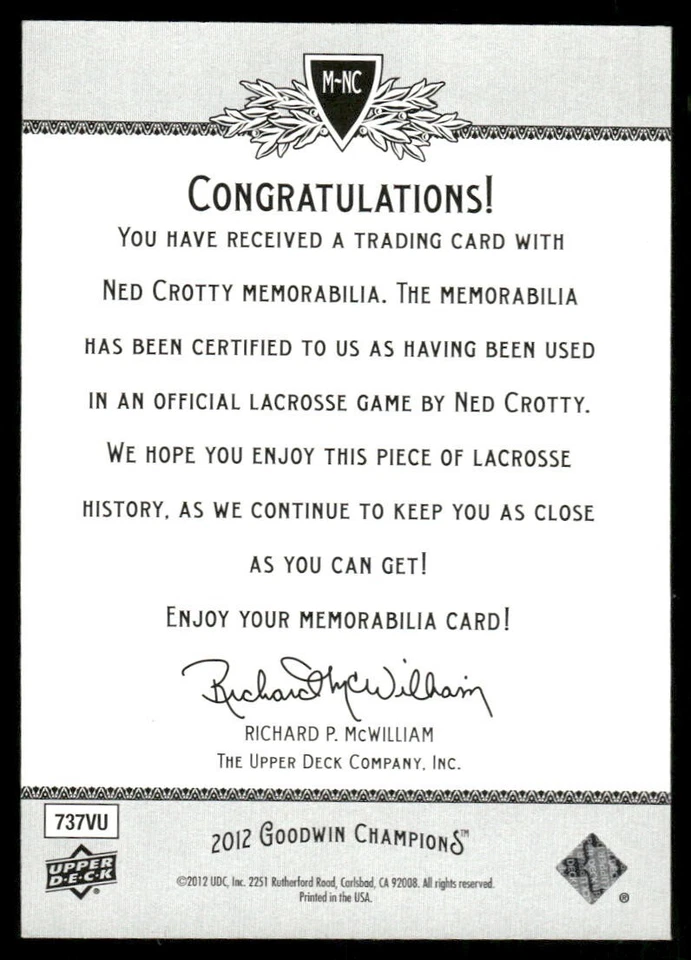 M~NC
CONGRATULATIONS!
YOU HAVE RECEIVED A TRADING CARD WITH
NED CROTTY MEMORABILIA. THE MEMORABILIA
HAS BEEN CERTIFIED TO US AS HAVING BEEN USED
IN AN OFFICIAL LACROSSE GAME BY NED CROTTY.
WE HOPE YOU ENJOY THIS PIECE OF LACROSSE
HISTORY, AS WE CONTINUE TO KEEP YOU AS CLOSE
AS YOU CAN GET!
ENJOY YOUR MEMORABILIA CARD!
Richard McWilliam
RICHARD P. McWILLIAM
THE UPPER DECK COMPANY, INC.
737VU
UPPER
D·E·C·K
2012 GOODWIN CHAMPIONS™
©2012 UDC, Inc. 2251 Rutherford Road, Carlsbad, CA 92008. All rights reserved.
Printed in the USA.
®